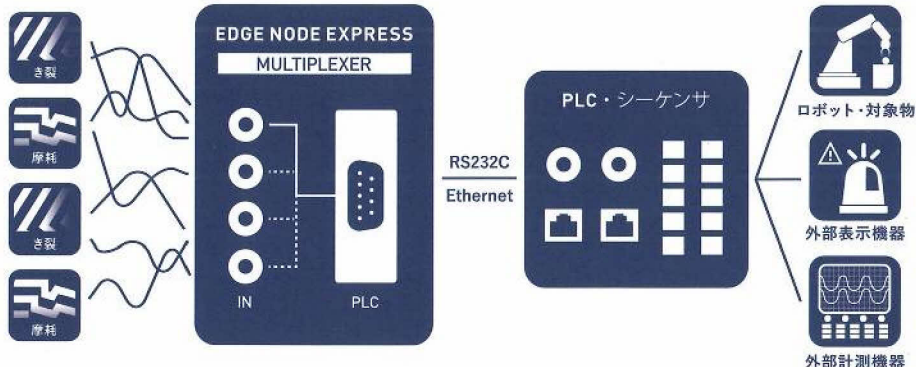 き裂
摩耗
き裂
摩耗
EDGE NODE EXPRESS
MULTIPLEXER
IN
PLC
RS232C
Ethernet
PLC・シーケンサ
ロボット・対象物
外部表示機器
外部計測機器